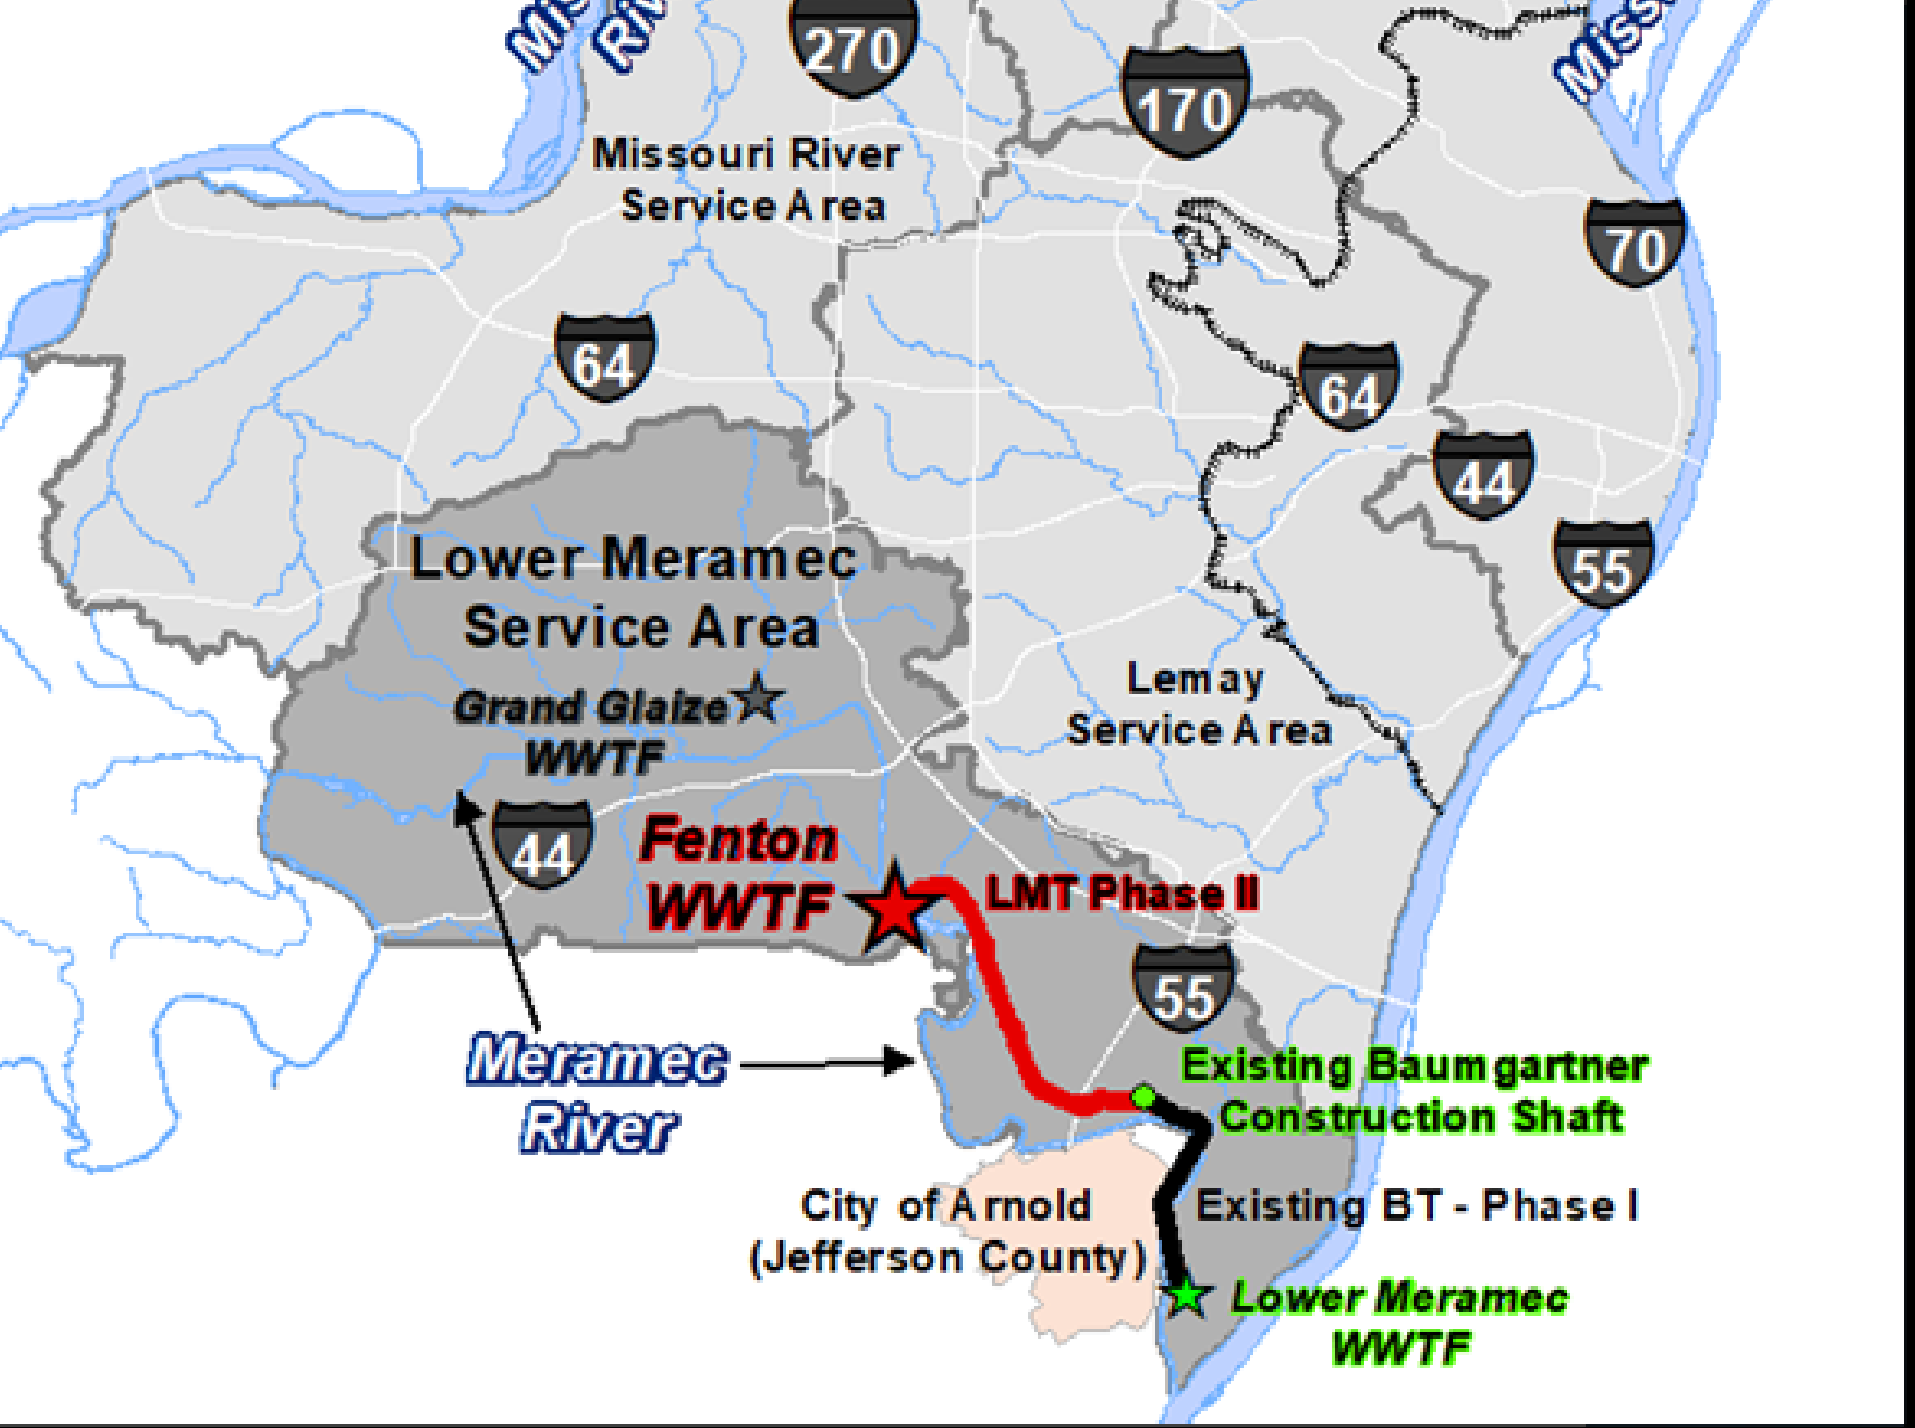 270
170
Missouri River
Service Area
70
64
64
44
55
Lower Meramec
Service Area
Grand Glaize
WWTF
Lemay
Service Area
44
Fenton
WWTF
LMT Phase II
55
Meramec
River
Existing Baumgartner
Construction Shaft
City of Arnold
(Jefferson County)
Existing BT - Phase I
Lower Meramec
WWTF